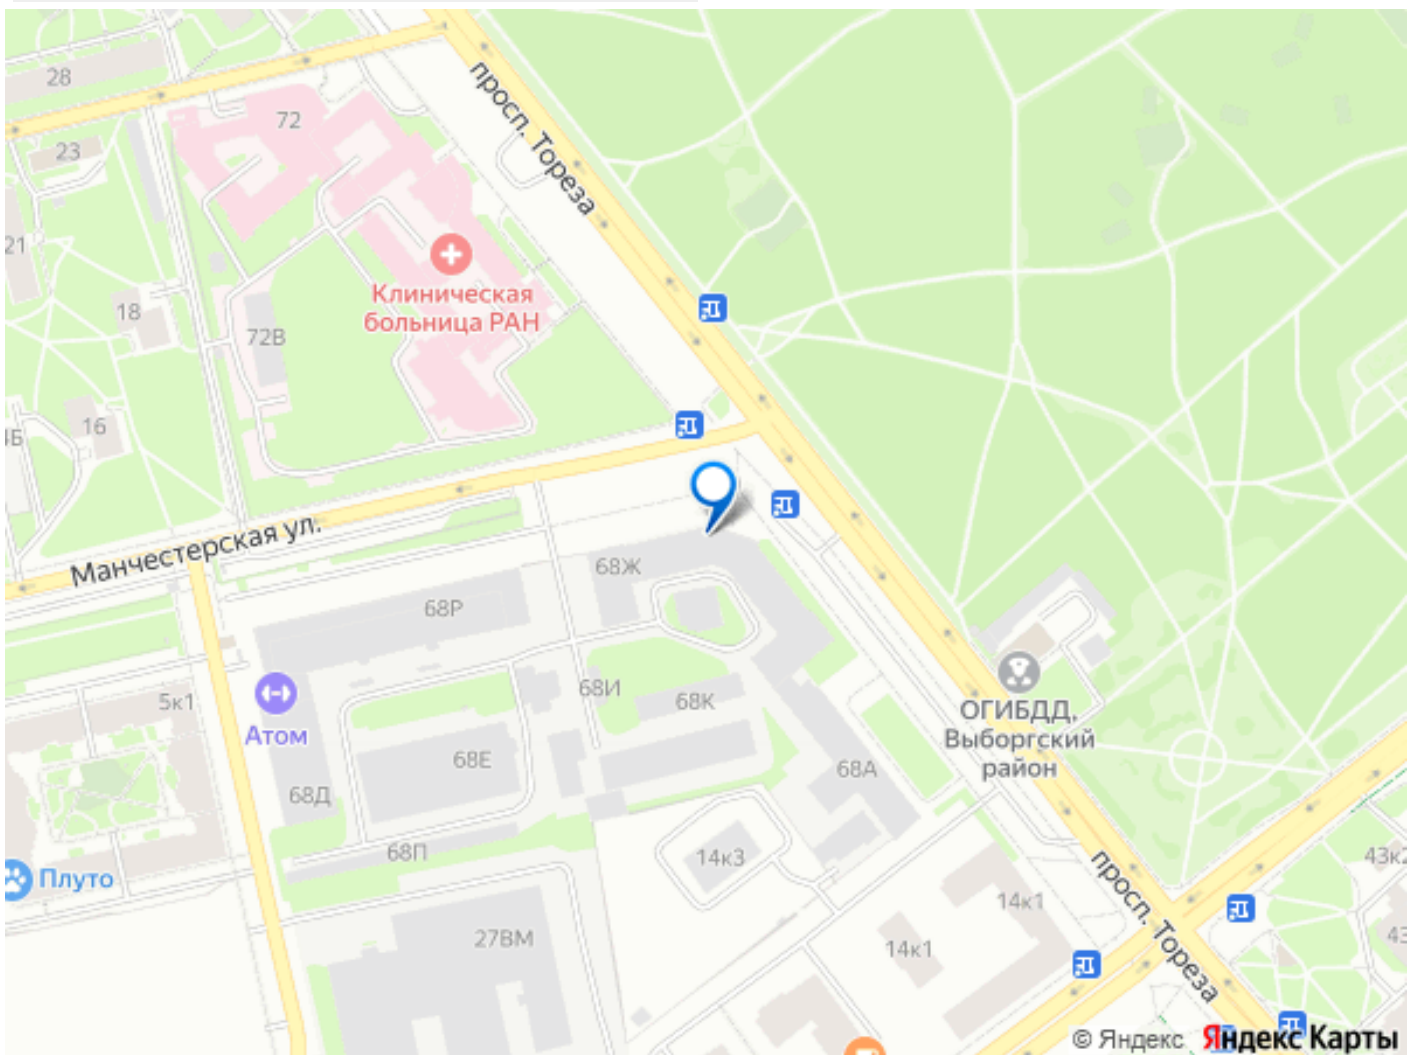 28
72
просп. Тореза
23
21
Клиническая
больница РАН
18
72В
16
4Б
Манчестерская ул.
68Ж
68Р
5к1
Атом
68И
68К
ОГИБДД,
Выборгский
район
68Е
68А
68Д
68П
14к3
43к2
Плуто
14к1
просп. Тореза
27ВМ
14к1
43
© Яндекс Яндекс Карты